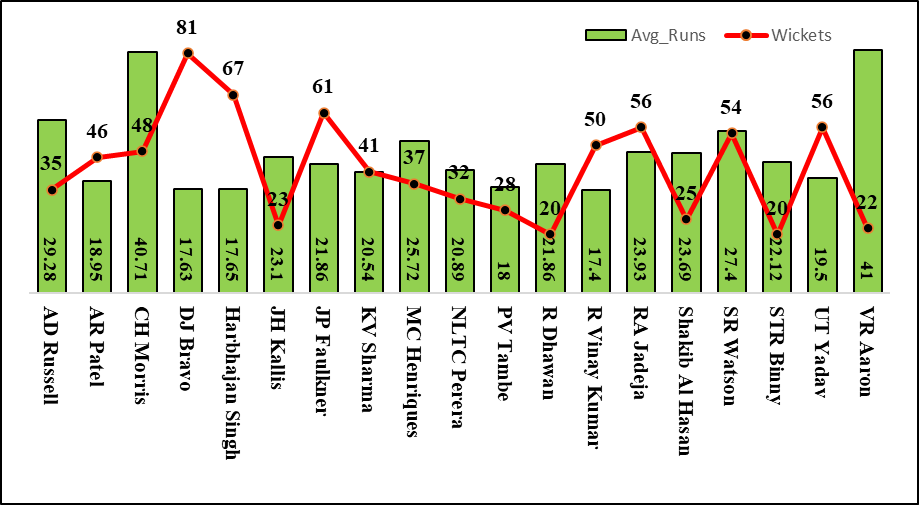 Avg_Runs Wickets
81
67
61
56
54
56
50
46
48
41
35
37
32
28
23
25
20
20
22
29.28
18.95
40.71
17.63
17.65
23.1
21.86
20.54
25.72
20.89
18
21.86
17.4
23.93
23.69
27.4
22.12
19.5
41
AD Russell
AR Patel
CH Morris
DJ Bravo
Harbhajan Singh
JH Kallis
JP Faulkner
KV Sharma
MC Henriques
NLTC Perera
PV Tambe
R Dhawan
R Vinay Kumar
RA Jadeja
Shakib Al Hasan
SR Watson
STR Binny
UT Yadav
VR Aaron